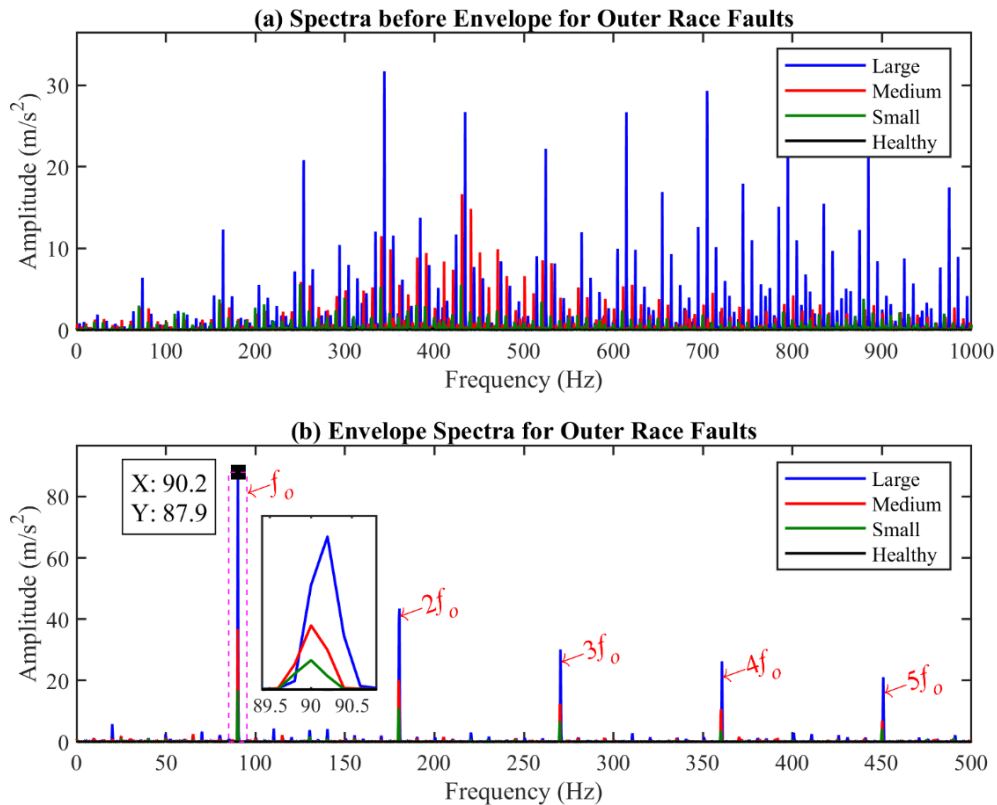 (a) Spectra before Envelope for Outer Race Faults
Amplitude (m/s²)
30
20
10
0
Large
Medium
Small
Healthy
0 100 200 300 400 500 600 700 800 900 1000
Frequency (Hz)
(b) Envelope Spectra for Outer Race Faults
Amplitude (m/s²)
80
60
40
20
0
X: 90.2
Y: 87.9
fₒ
Large
Medium
Small
Healthy
89.5 90 90.5
2fₒ
3fₒ
4fₒ
5fₒ
0 50 100 150 200 250 300 350 400 450 500
Frequency (Hz)